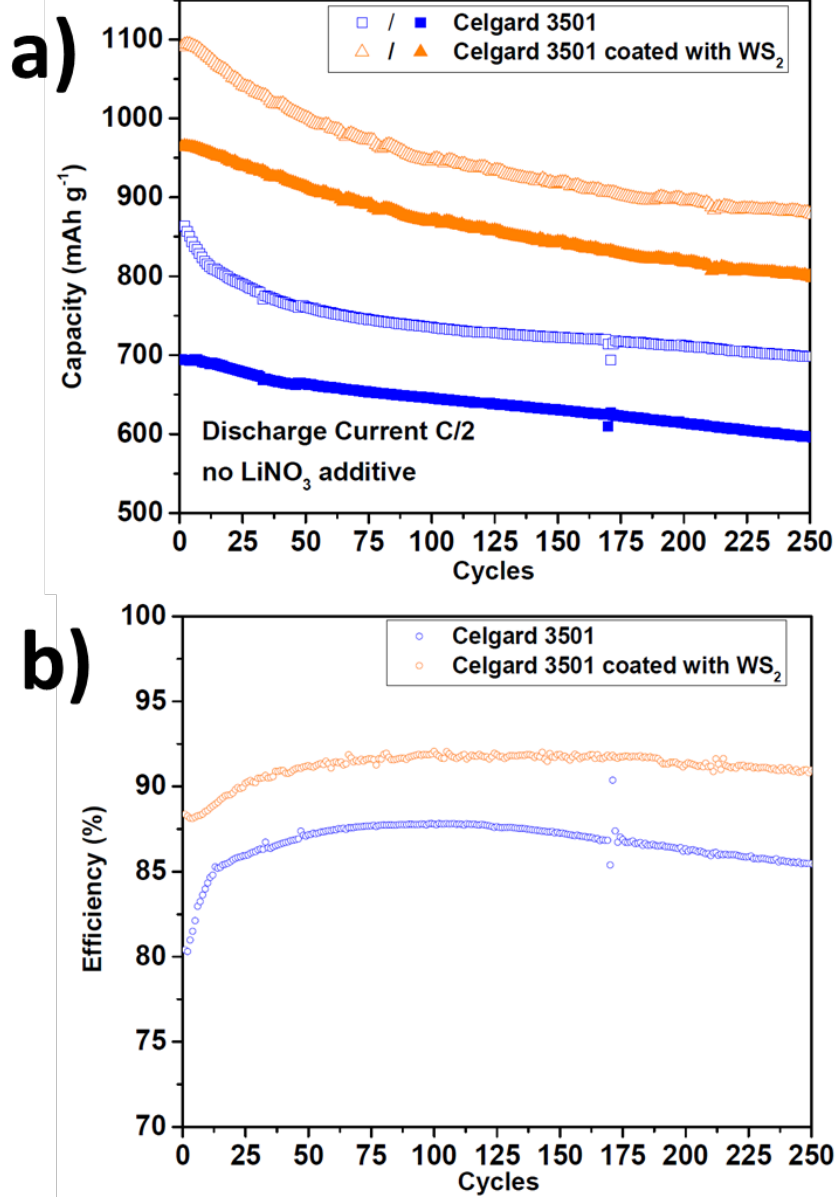 a)
□ / ■ Celgard 3501
△ / ▲ Celgard 3501 coated with WS₂
1100
1000
900
800
700
600
500
Capacity (mAh g⁻¹)
Discharge Current C/2
no LiNO₃ additive
0 25 50 75 100 125 150 175 200 225 250
Cycles
b)
Celgard 3501
Celgard 3501 coated with WS₂
100
95
90
85
80
75
70
Efficiency (%)
0 25 50 75 100 125 150 175 200 225 250
Cycles